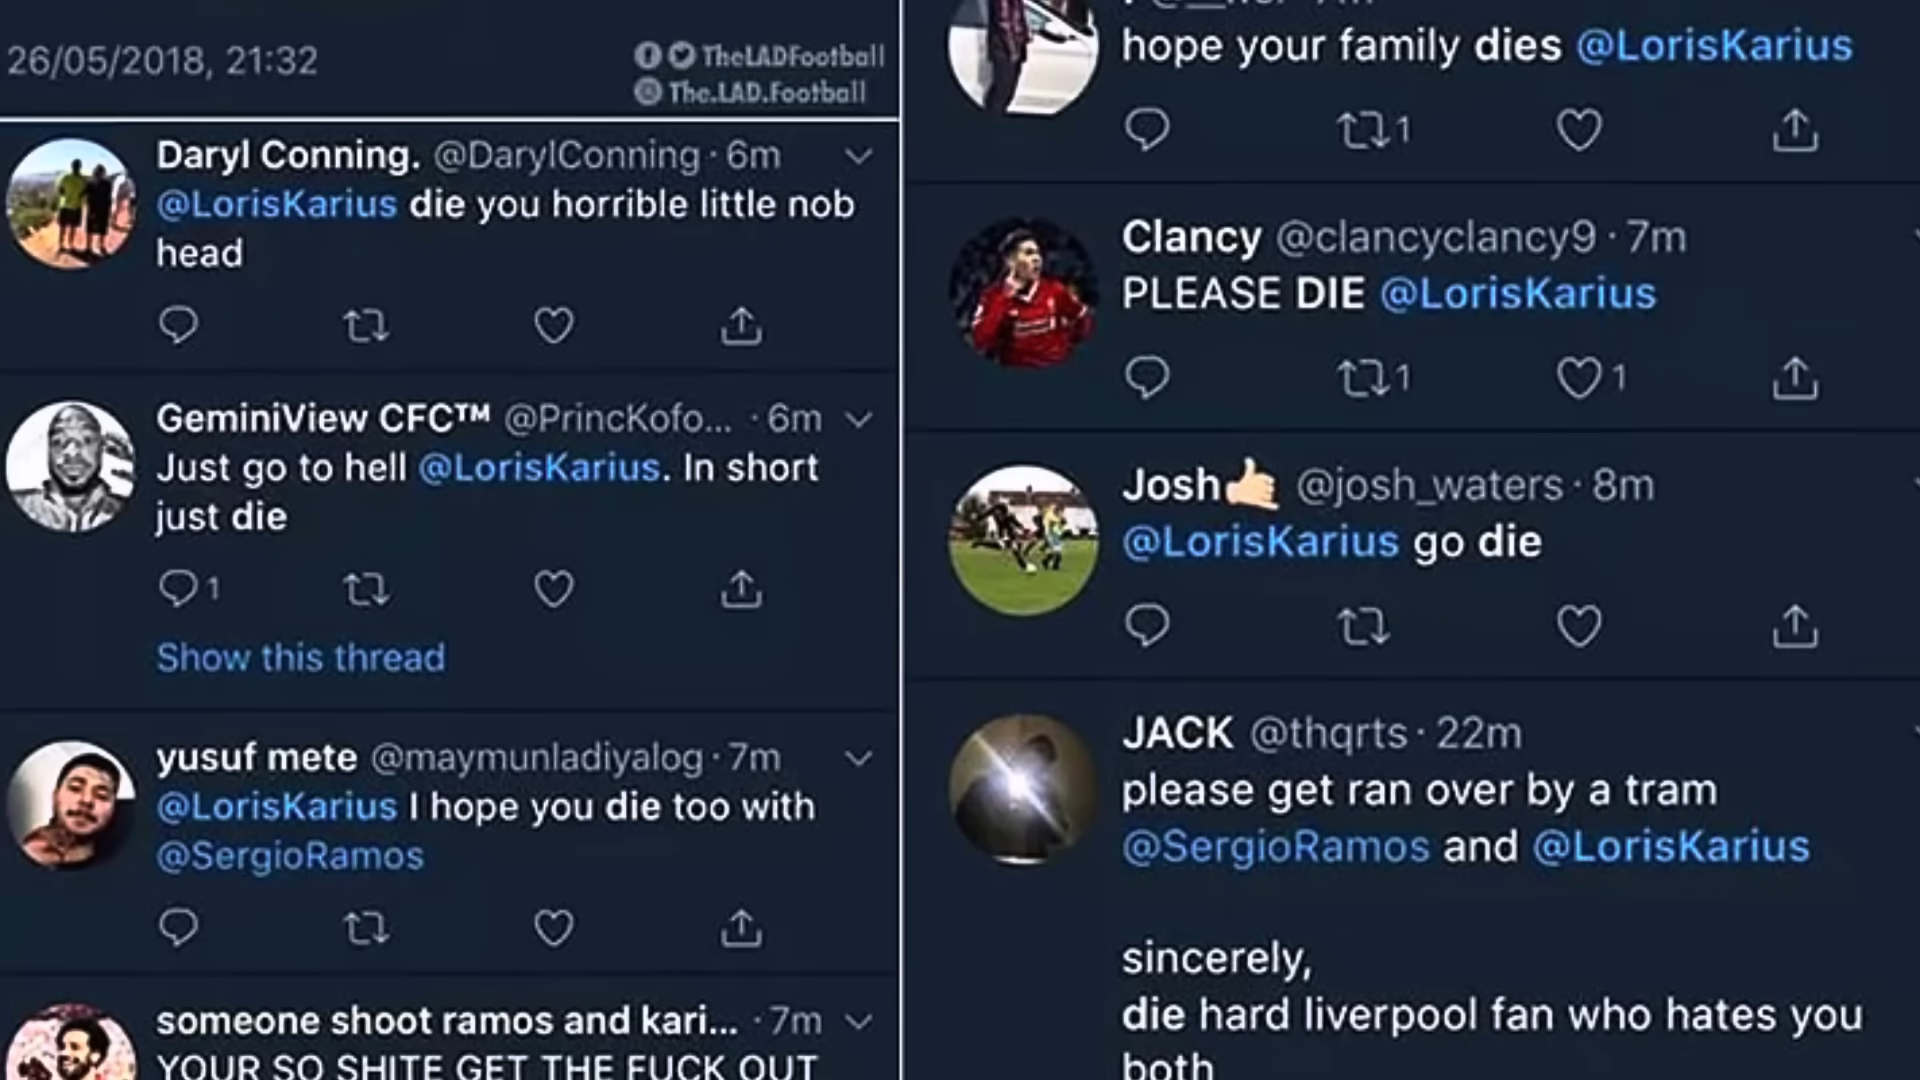 26/05/2018, 21:32
TheLADFootball
The.LAD.Football
Daryl Conning. @DarylConning · 6m
@LorisKarius die you horrible little nob
head
GeminiView CFC™ @PrincKofo... · 6m
Just go to hell @LorisKarius. In short
just die
1
Show this thread
yusuf mete @maymunladiyalog · 7m
@LorisKarius I hope you die too with
@SergioRamos
someone shoot ramos and kari... · 7m
YOUR SO SHITE GET THE FUCK OUT
hope your family dies @LorisKarius
1
Clancy @clancyclancy9 · 7m
PLEASE DIE @LorisKarius
1 1
Josh🤙🏼 @josh_waters · 8m
@LorisKarius go die
JACK @thqrts · 22m
please get ran over by a tram
@SergioRamos and @LorisKarius
sincerely,
die hard liverpool fan who hates you
both